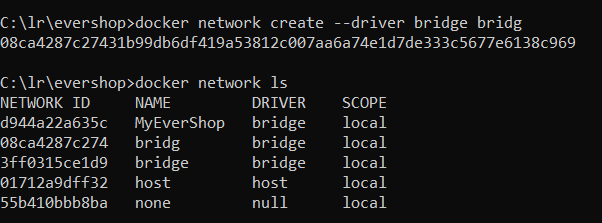 C:\lr\evershop>docker network create --driver bridge bridg
08ca4287c27431b99db6df419a53812c007aa6a74e1d7de333c5677e6138c969
C:\lr\evershop>docker network ls
NETWORK ID     NAME         DRIVER    SCOPE
d944a22a635c   MyEverShop   bridge    local
08ca4287c274   bridg        bridge    local
3ff0315ce1d9   bridge       bridge    local
01712a9dff32   host         host      local
55b410bbb8ba   none         null      local